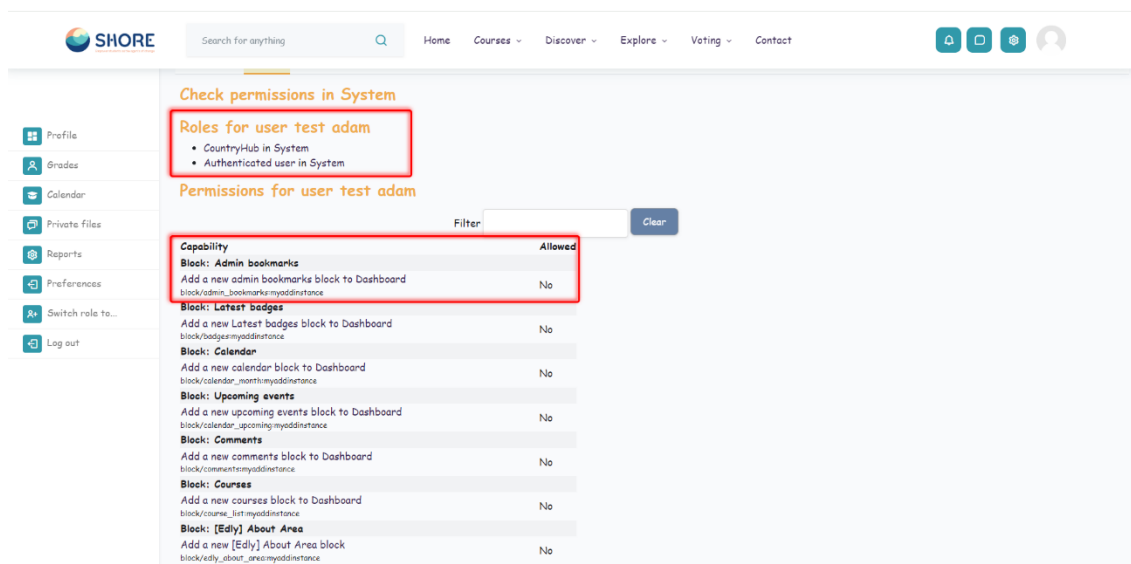 SHORE
Search for anything
Home Courses Discover Explore Voting Contact
Check permissions in System
Roles for user test adam
CountryHub in System
Authenticated user in System
Permissions for user test adam
Filter Clear
Profile
Grades
Calendar
Private files
Reports
Preferences
Switch role to...
Log out
Capability Allowed
Block: Admin bookmarks
Add a new admin bookmarks block to Dashboard No
block/admin_bookmarks:myaddinstance
Block: Latest badges
Add a new Latest badges block to Dashboard No
block/badges:myaddinstance
Block: Calendar
Add a new calendar block to Dashboard No
block/calendar_month:myaddinstance
Block: Upcoming events
Add a new upcoming events block to Dashboard No
block/calendar_upcoming:myaddinstance
Block: Comments
Add a new comments block to Dashboard No
block/comments:myaddinstance
Block: Courses
Add a new courses block to Dashboard No
block/course_list:myaddinstance
Block: [Edly] About Area
Add a new [Edly] About Area block No
block/edly_about_area:myaddinstance